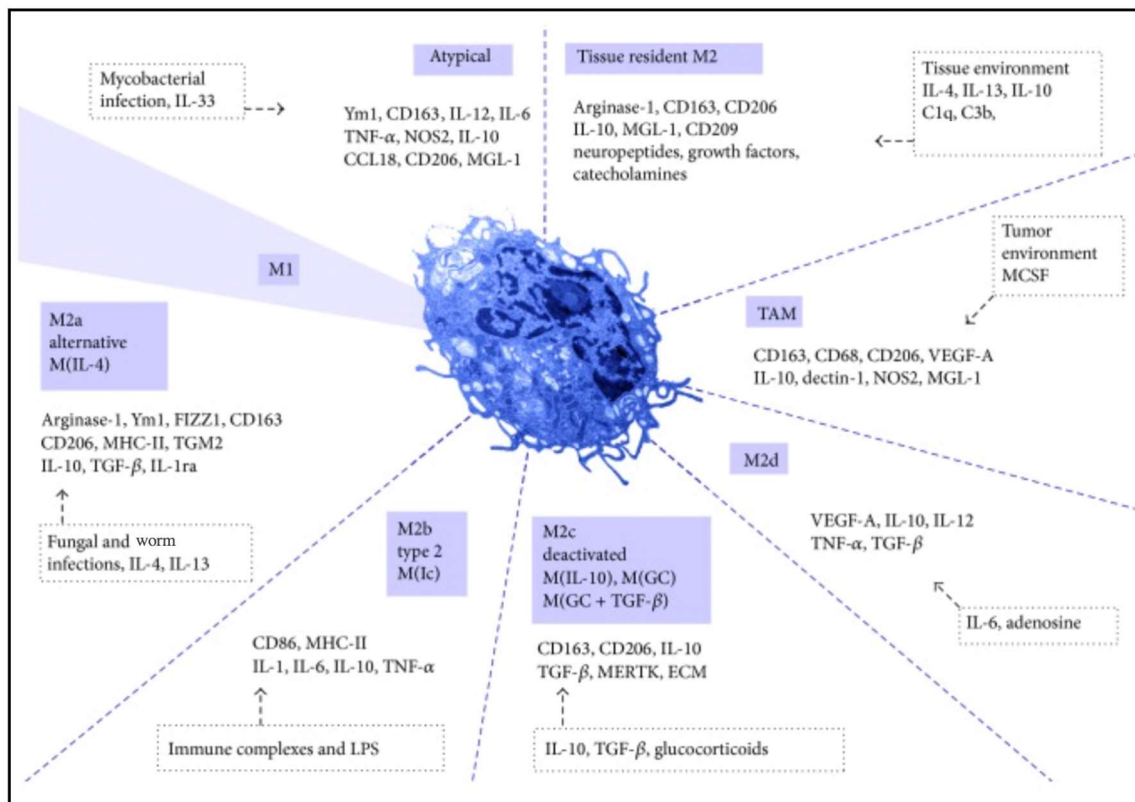 Atypical
Mycobacterial
infection, IL-33
Ym1, CD163, IL-12, IL-6
TNF-α, NOS2, IL-10
CCL18, CD206, MGL-1
Tissue resident M2
Arginase-1, CD163, CD206
IL-10, MGL-1, CD209
neuropeptides, growth factors,
catecholamines
Tissue environment
IL-4, IL-13, IL-10
C1q, C3b,
Tumor
environment
MCSF
TAM
CD163, CD68, CD206, VEGF-A
IL-10, dectin-1, NOS2, MGL-1
M1
M2a
alternative
M(IL-4)
Arginase-1, Ym1, FIZZ1, CD163
CD206, MHC-II, TGM2
IL-10, TGF-β, IL-1ra
Fungal and worm
infections, IL-4, IL-13
M2b
type 2
M(Ic)
CD86, MHC-II
IL-1, IL-6, IL-10, TNF-α
Immune complexes and LPS
M2c
deactivated
M(IL-10), M(GC)
M(GC + TGF-β)
CD163, CD206, IL-10
TGF-β, MERTK, ECM
IL-10, TGF-β, glucocorticoids
M2d
VEGF-A, IL-10, IL-12
TNF-α, TGF-β
IL-6, adenosine